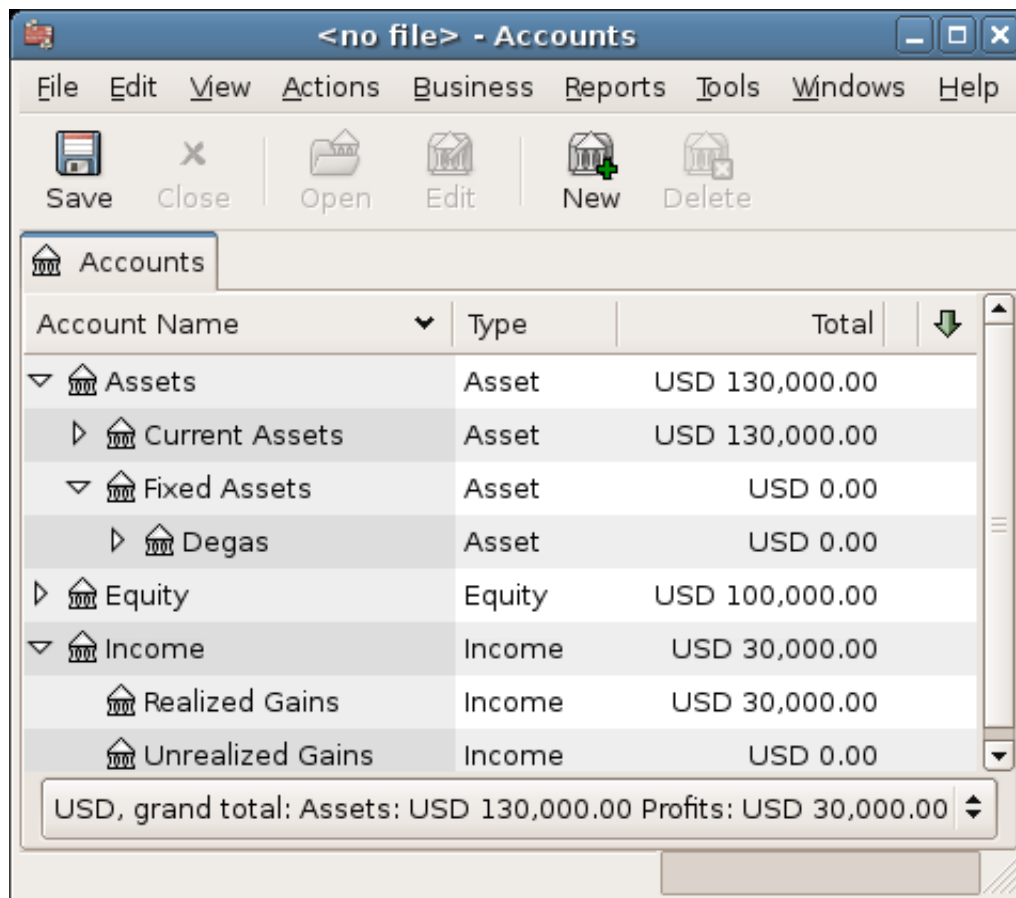 <no file> - Accounts
File Edit View Actions Business Reports Tools Windows Help
Save Close Open Edit New Delete
Accounts
Account Name Type Total
Assets Asset USD 130,000.00
Current Assets Asset USD 130,000.00
Fixed Assets Asset USD 0.00
Degas Asset USD 0.00
Equity Equity USD 100,000.00
Income Income USD 30,000.00
Realized Gains Income USD 30,000.00
Unrealized Gains Income USD 0.00
USD, grand total: Assets: USD 130,000.00 Profits: USD 30,000.00